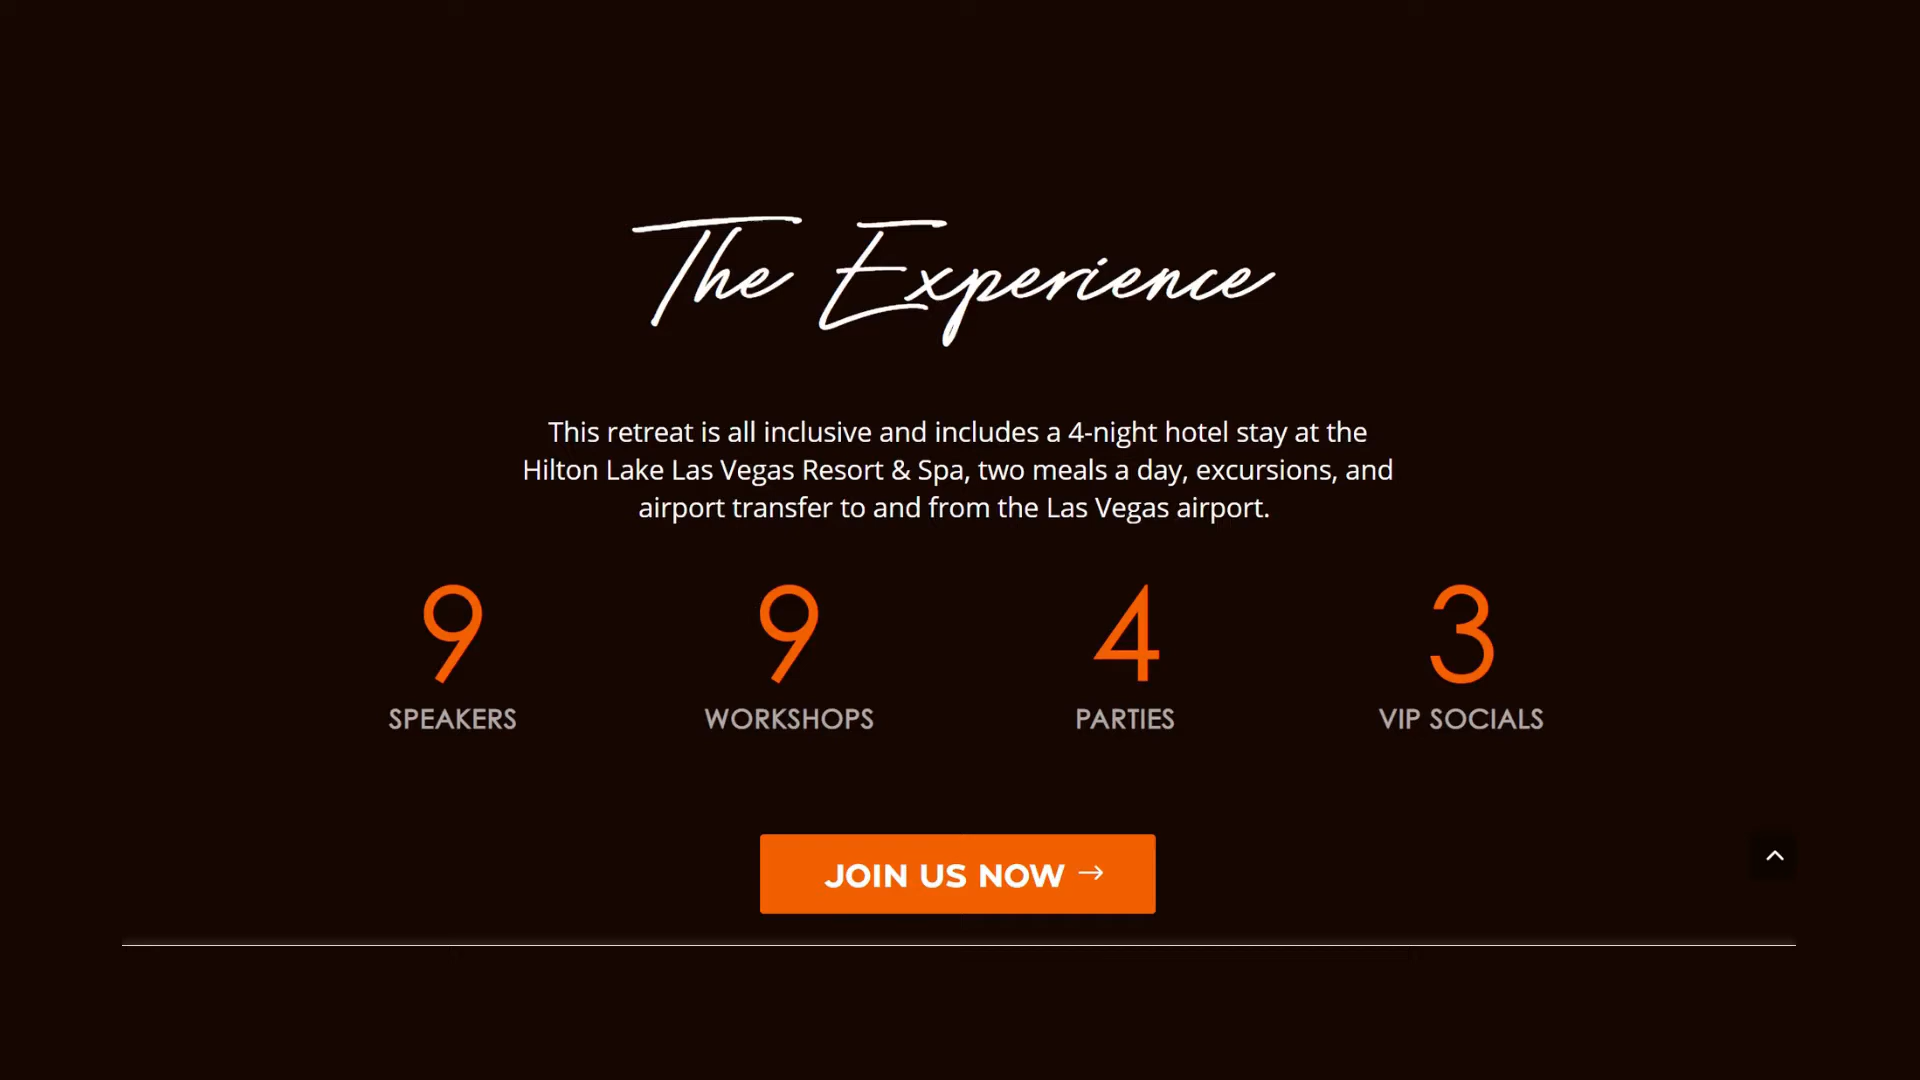 The Experience
This retreat is all inclusive and includes a 4-night hotel stay at the
Hilton Lake Las Vegas Resort & Spa, two meals a day, excursions, and
airport transfer to and from the Las Vegas airport.
9 9 4 3
SPEAKERS WORKSHOPS PARTIES VIP SOCIALS
JOIN US NOW →